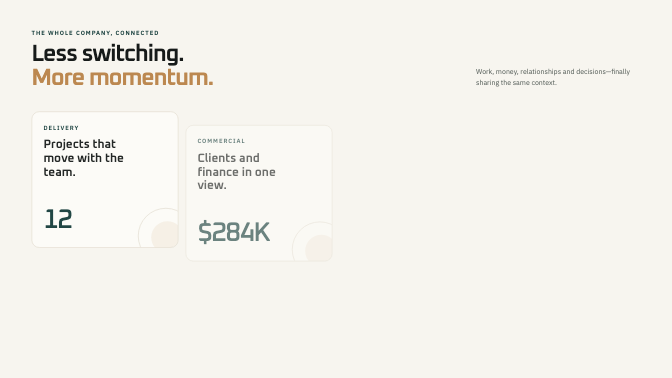 THE WHOLE COMPANY, CONNECTED
Less switching.
More momentum.
Work, money, relationships and decisions—finally
sharing the same context.
DELIVERY
Projects that
move with the
team.
12
COMMERCIAL
Clients and
finance in one
view.
$284K